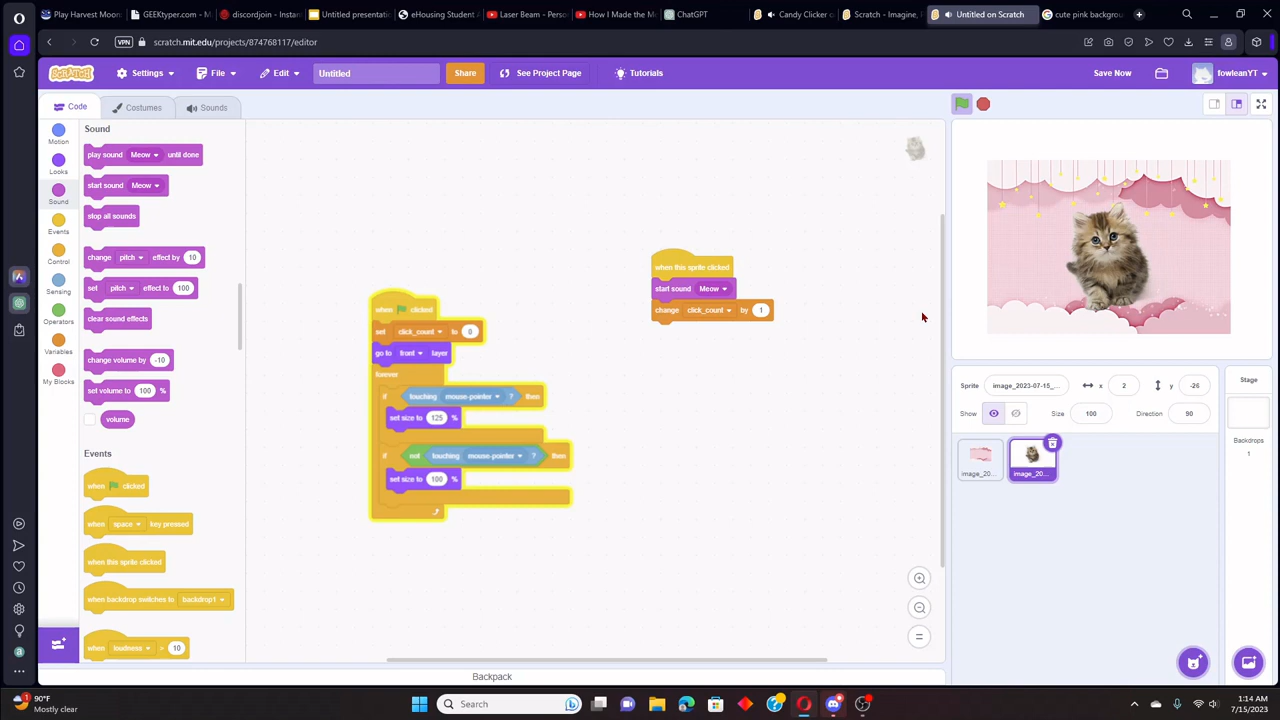 Play Harvest Moon
GEEKtyper.com - M
discordjoin - Instan
Untitled presentatio
eHousing Student A
Laser Beam - Perso
How I Made the M
ChatGPT
Candy Clicker o
Scratch - Imagine, P
Untitled on Scratch
cute pink backgrou
VPN
scratch.mit.edu/projects/874768117/editor
SCRATCH
Settings
File
Edit
Untitled
Share
See Project Page
Tutorials
Save Now
fowleanYT
Code
Costumes
Sounds
Motion
Looks
Sound
Events
Control
Sensing
Operators
Variables
My Blocks
Sound
play sound Meow until done
start sound Meow
stop all sounds
change pitch effect by 10
set pitch effect to 100
clear sound effects
change volume by -10
set volume to 100 %
volume
Events
when clicked
when space key pressed
when this sprite clicked
when backdrop switches to backdrop1
when loudness > 10
when clicked
set click_count to 0
go to front layer
forever
if touching mouse-pointer ? then
set size to 125 %
if not touching mouse-pointer ? then
set size to 100 %
when this sprite clicked
start sound Meow
change click_count by 1
Sprite image_2023-07-15_... x 2 y -26
Show Size 100 Direction 90
image_20...
image_20...
Stage
Backdrops
1
Backpack
1
90°F
Mostly clear
Search
1:14 AM
7/15/2023